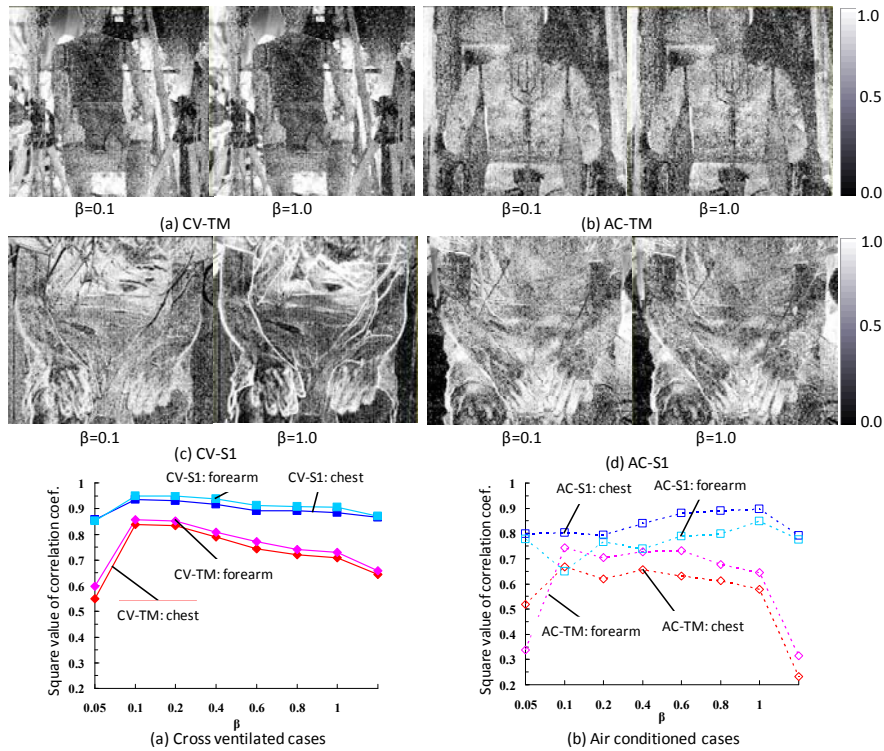 1.0
0.5
0.0
β=0.1 β=1.0 β=0.1 β=1.0
(a) CV-TM (b) AC-TM
1.0
0.5
0.0
β=0.1 β=1.0 β=0.1 β=1.0
(c) CV-S1 (d) AC-S1
Square value of correlation coef.
1
0.9
0.8
0.7
0.6
0.5
0.4
0.3
0.2
CV-S1: forearm
CV-S1: chest
CV-TM: forearm
CV-TM: chest
0.05 0.1 0.2 0.4 0.6 0.8 1
β
(a) Cross ventilated cases
Square value of correlation coef.
1
0.9
0.8
0.7
0.6
0.5
0.4
0.3
0.2
AC-S1: chest
AC-S1: forearm
AC-TM: forearm
AC-TM: chest
0.05 0.1 0.2 0.4 0.6 0.8 1
β
(b) Air conditioned cases